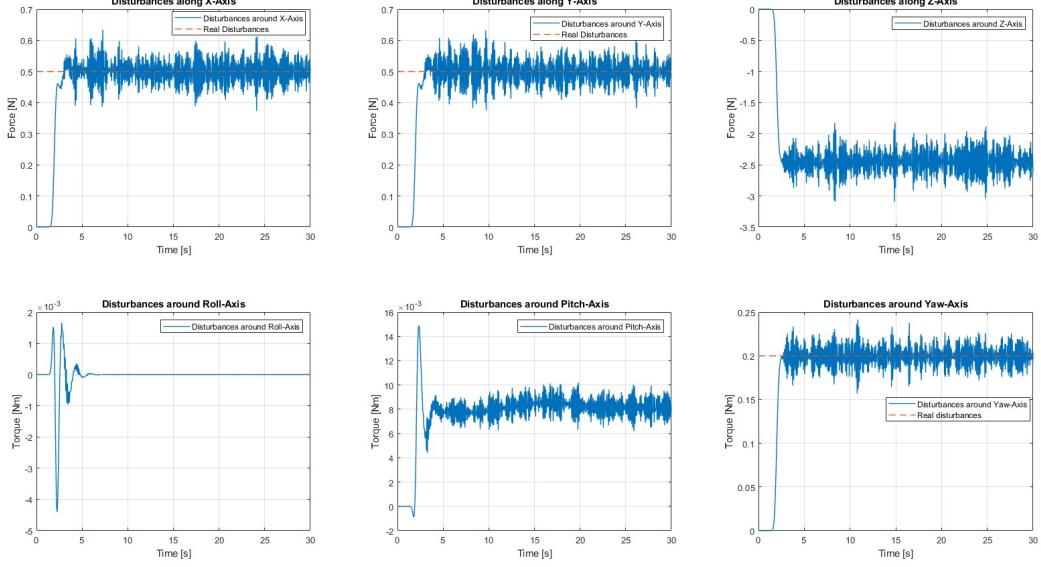 Disturbances along X-Axis
0.7
0.6
0.5
0.4
0.3
0.2
0.1
0
Force [N]
0 5 10 15 20 25 30
Time [s]
Disturbances around X-Axis
Real Disturbances
Disturbances along Y-Axis
0.7
0.6
0.5
0.4
0.3
0.2
0.1
0
Force [N]
0 5 10 15 20 25 30
Time [s]
Disturbances around Y-Axis
Real Disturbances
Disturbances along Z-Axis
0
-0.5
-1
-1.5
-2
-2.5
-3
-3.5
Force [N]
0 5 10 15 20 25 30
Time [s]
Disturbances around Z-Axis
Disturbances around Roll-Axis
×10⁻³
2
1
0
-1
-2
-3
-4
-5
Torque [Nm]
0 5 10 15 20 25 30
Time [s]
Disturbances around Roll-Axis
Disturbances around Pitch-Axis
×10⁻³
16
14
12
10
8
6
4
2
0
-2
Torque [Nm]
0 5 10 15 20 25 30
Time [s]
Disturbances around Pitch-Axis
Disturbances around Yaw-Axis
0.25
0.2
0.15
0.1
0.05
0
Torque [Nm]
0 5 10 15 20 25 30
Time [s]
Disturbances around Yaw-Axis
Real disturbances